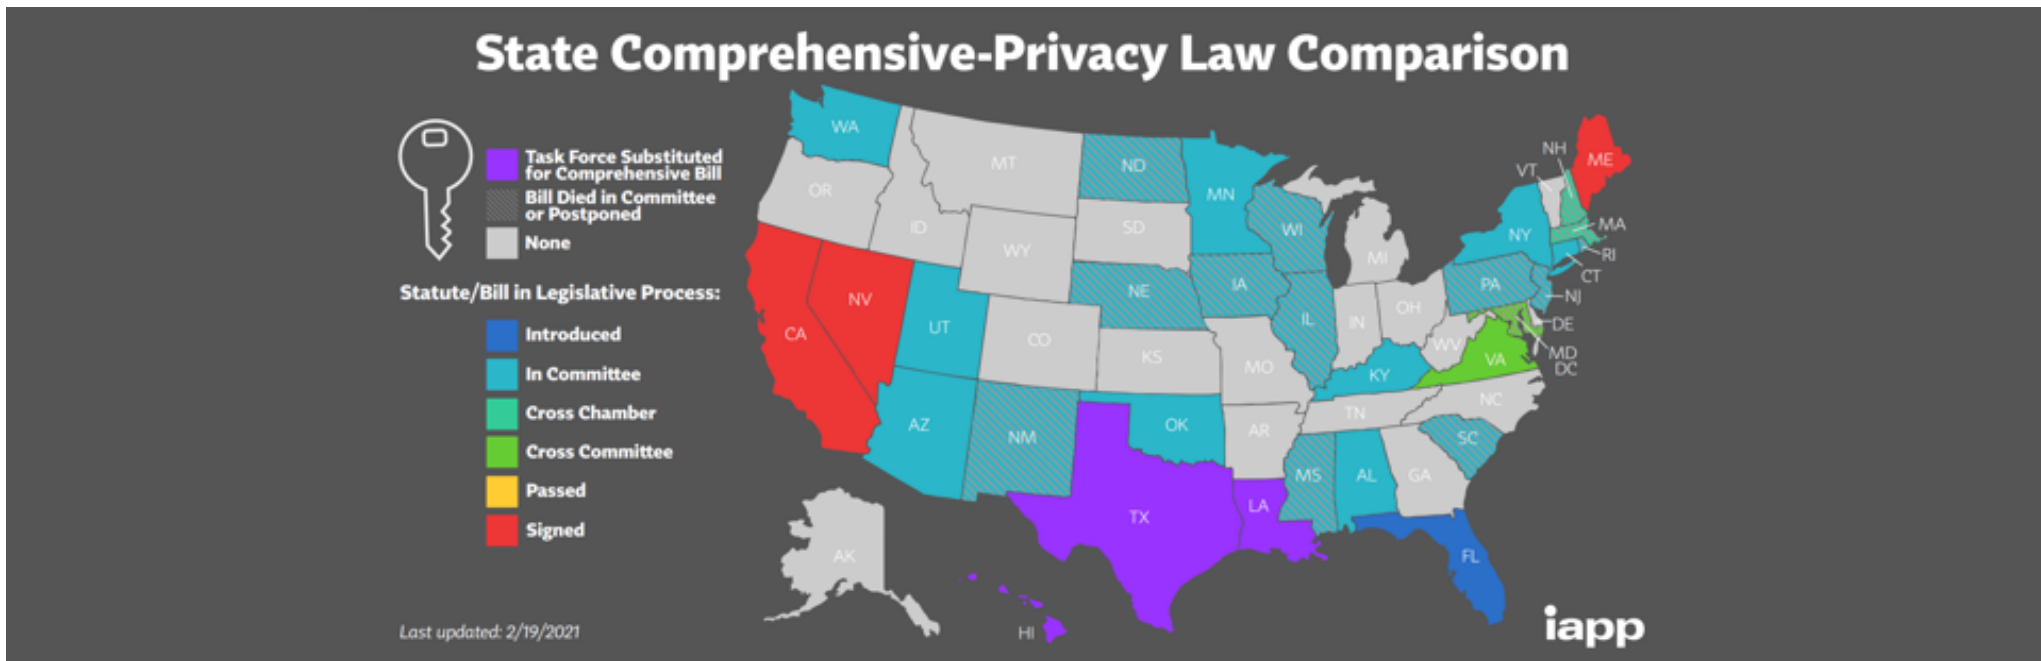 State Comprehensive-Privacy Law Comparison
Task Force Substituted
for Comprehensive Bill
Bill Died in Committee
or Postponed
None
Statute/Bill in Legislative Process:
Introduced
In Committee
Cross Chamber
Cross Committee
Passed
Signed
Last updated: 2/19/2021
WA
OR
MT
ID
WY
ND
SD
MN
WI
MI
NY
VT
NH
ME
MA
RI
CT
NJ
PA
DE
MD
DC
CA
NV
UT
CO
NE
IA
IL
IN
OH
WV
VA
KS
MO
KY
AZ
NM
OK
AR
TN
NC
SC
MS
AL
GA
TX
LA
FL
AK
HI
iapp